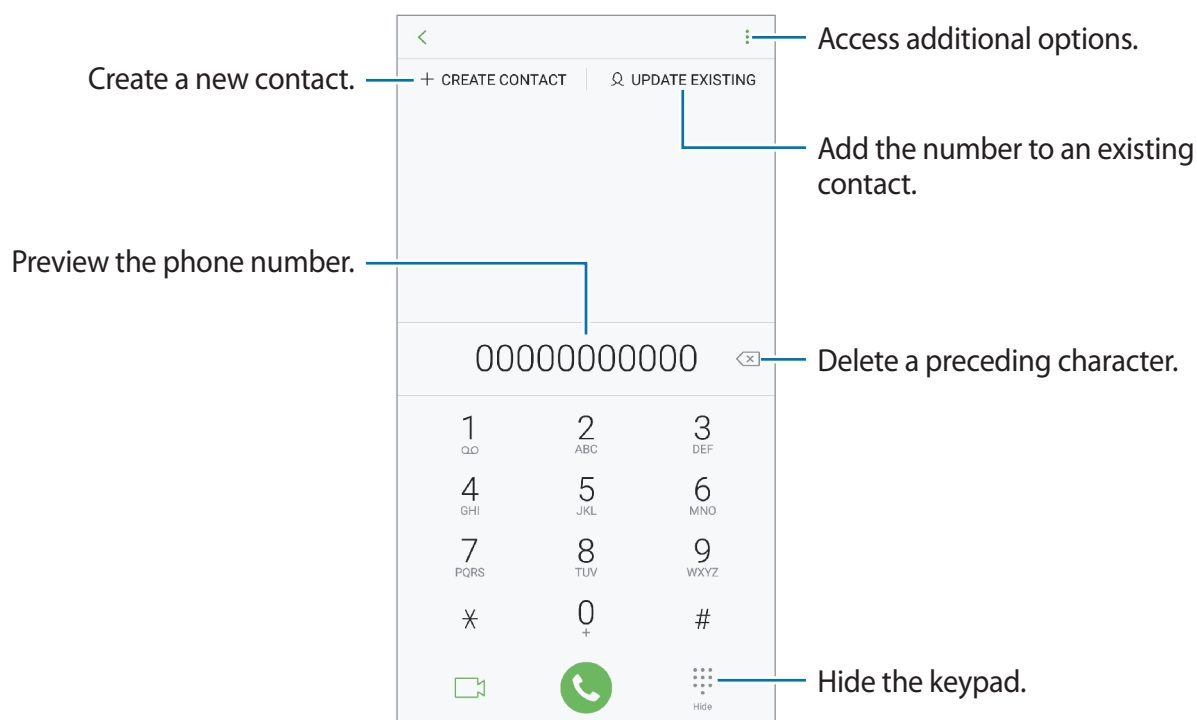 Access additional options.
Create a new contact.
+ CREATE CONTACT
UPDATE EXISTING
Add the number to an existing
contact.
Preview the phone number.
00000000000
Delete a preceding character.
1
2
ABC
3
DEF
4
GHI
5
JKL
6
MNO
7
PQRS
8
TUV
9
WXYZ
*
0
+
#
Hide
Hide the keypad.